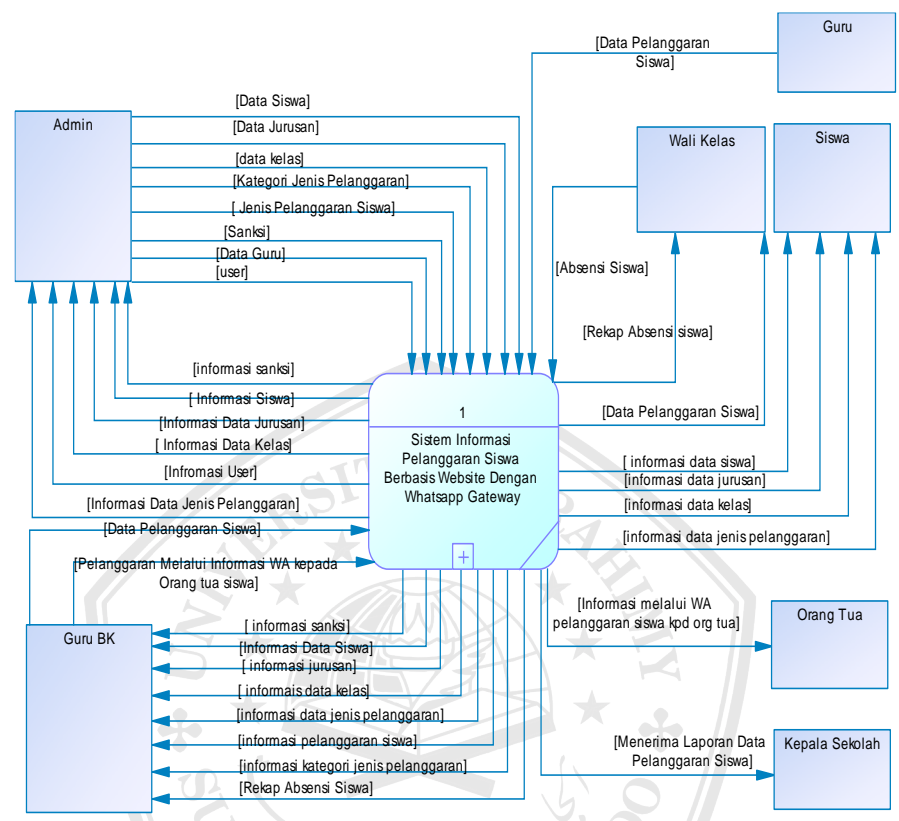 Guru
[Data Pelanggaran
Siswa]
Admin
[Data Siswa]
[Data Jurusan]
[data kelas]
[Kategori Jenis Pelanggaran]
[ Jenis Pelanggaran Siswa]
[Sanksi]
[Data Guru]
[user]
Wali Kelas
Siswa
[Absensi Siswa]
[Rekap Absensi siswa]
[Data Pelanggaran Siswa]
[informasi sanksi]
[ Informasi Siswa]
[Informasi Data Jurusan]
[ Informasi Data Kelas]
[Infromasi User]
[Informasi Data Jenis Pelanggaran]
[Data Pelanggaran Siswa]
[Pelanggaran Melalui Informasi WA kepada
Orang tua siswa]
1
Sistem Informasi
Pelanggaran Siswa
Berbasis Website Dengan
Whatsapp Gateway
[ informasi data siswa]
[informasi data jurusan]
[informasi data kelas]
[informasi data jenis pelanggaran]
Guru BK
[ informasi sanksi]
[Informasi Data Siswa]
[ informasi jurusan]
[ informais data kelas]
[informasi data jenis pelanggaran]
[informasi pelanggaran siswa]
[informasi kategori jenis pelanggaran]
[Rekap Absensi Siswa]
[Informasi melalui WA
pelanggaran siswa kpd org tua]
Orang Tua
[Menerima Laporan Data
Pelanggaran Siswa]
Kepala Sekolah